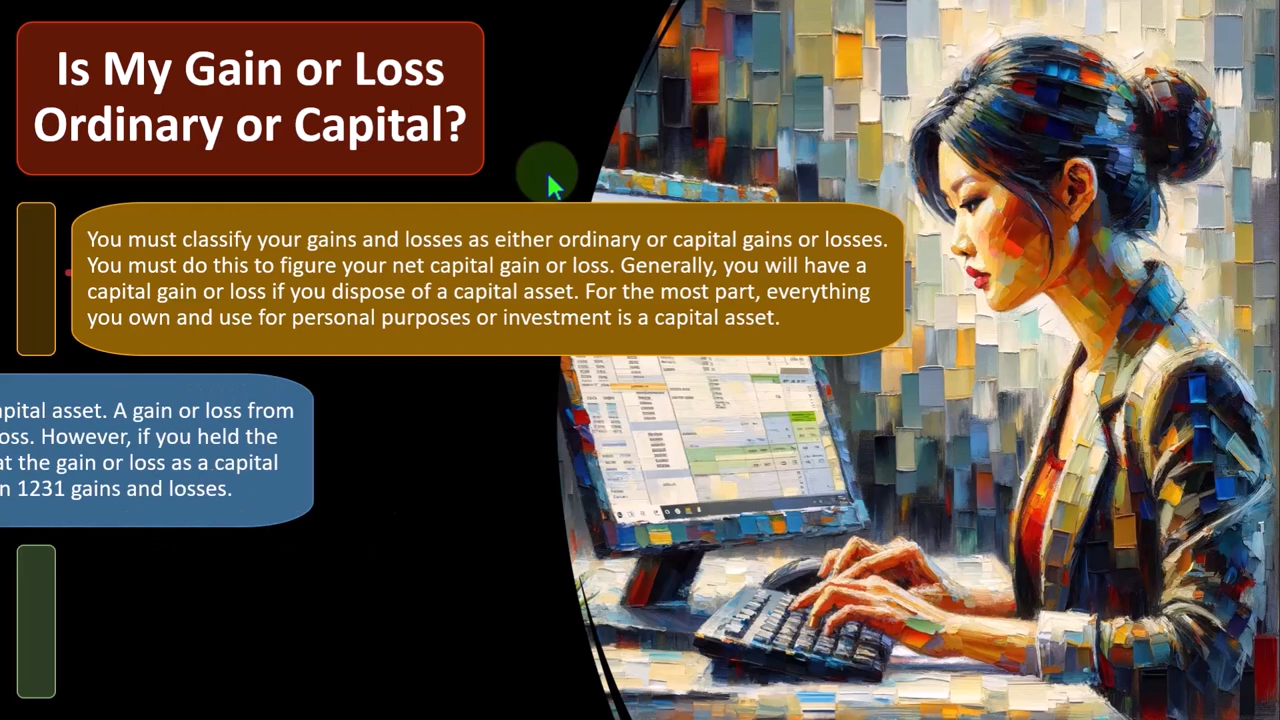 Is My Gain or Loss
Ordinary or Capital?
You must classify your gains and losses as either ordinary or capital gains or losses.
You must do this to figure your net capital gain or loss. Generally, you will have a
capital gain or loss if you dispose of a capital asset. For the most part, everything
you own and use for personal purposes or investment is a capital asset.
asset. A gain or loss from
However, if you held the
the gain or loss as a capital
1231 gains and losses.